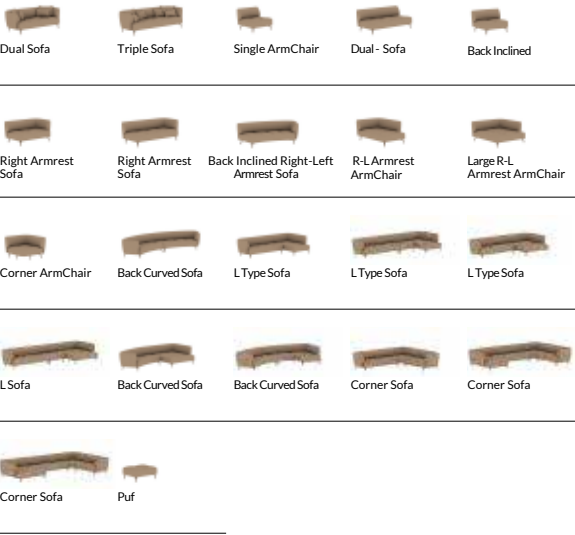 Dual Sofa
Triple Sofa
Single ArmChair
Dual - Sofa
Back Inclined
Right Armrest
Sofa
Right Armrest
Sofa
Back Inclined Right-Left
Armrest Sofa
R-L Armrest
ArmChair
Large R-L
Armrest ArmChair
Corner ArmChair
Back Curved Sofa
L Type Sofa
L Type Sofa
L Type Sofa
L Sofa
Back Curved Sofa
Back Curved Sofa
Corner Sofa
Corner Sofa
Corner Sofa
Puf